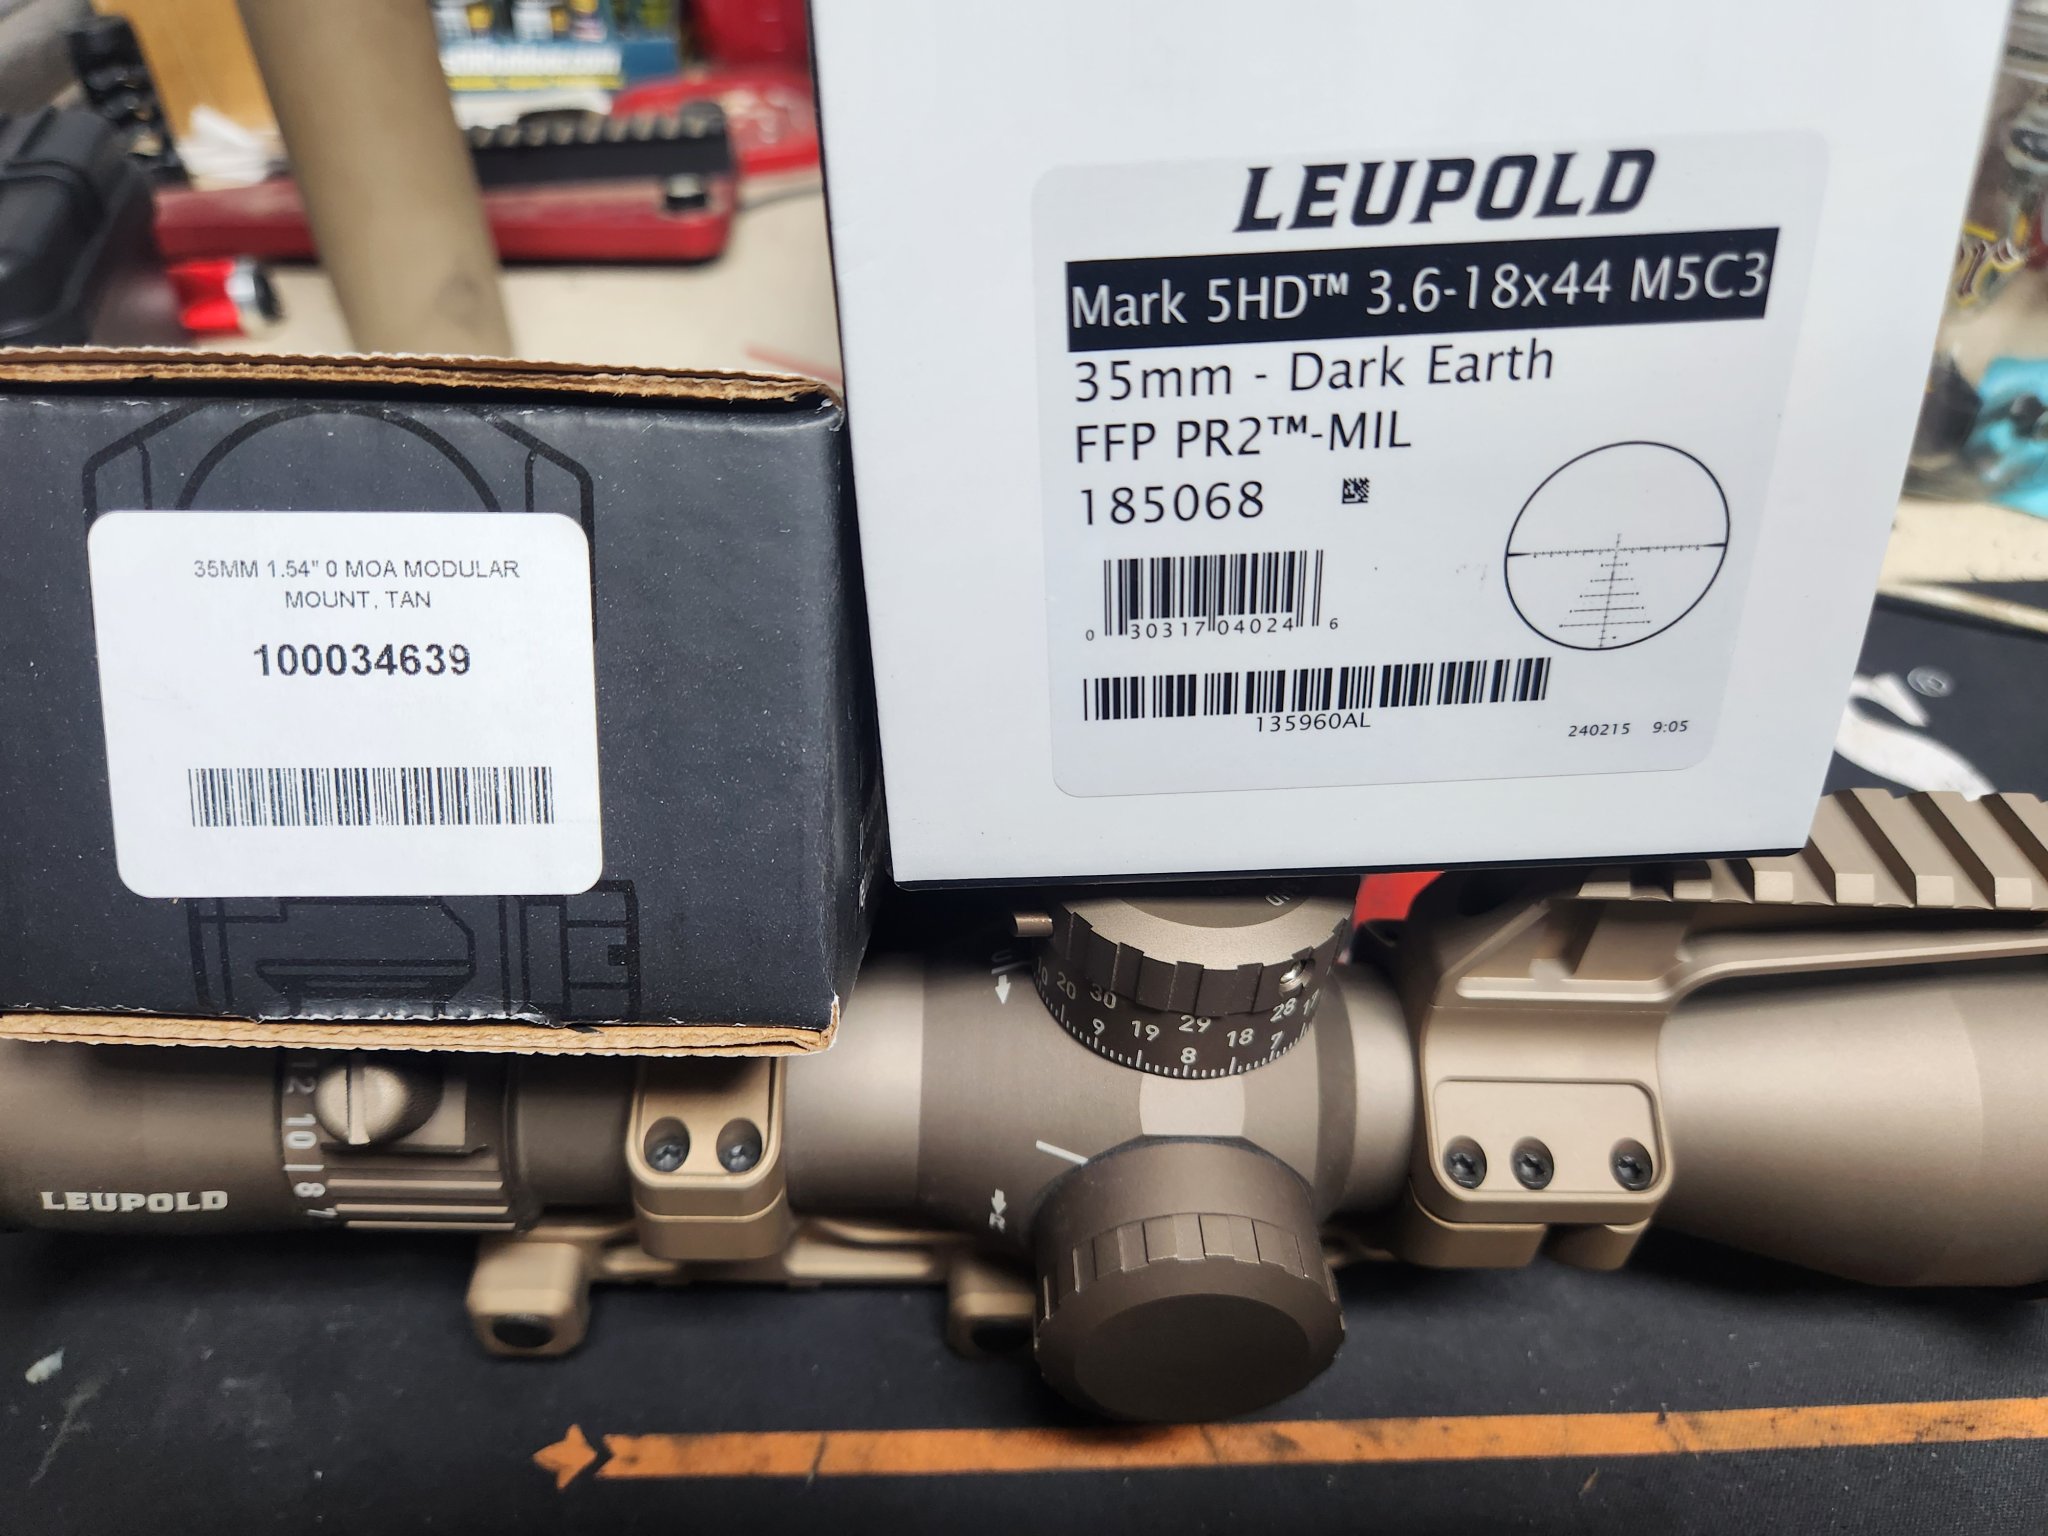 35MM 1.54" 0 MOA MODULAR
MOUNT, TAN
100034639
LEUPOLD
Mark 5HD™ 3.6-18x44 M5C3
35mm - Dark Earth
FFP PR2™-MIL
185068
0 30317 04024 6
135960AL
240215 9:05
®
10 20 30 29 28 17
9 19 8 18 7
12 10 8 7
R
LEUPOLD